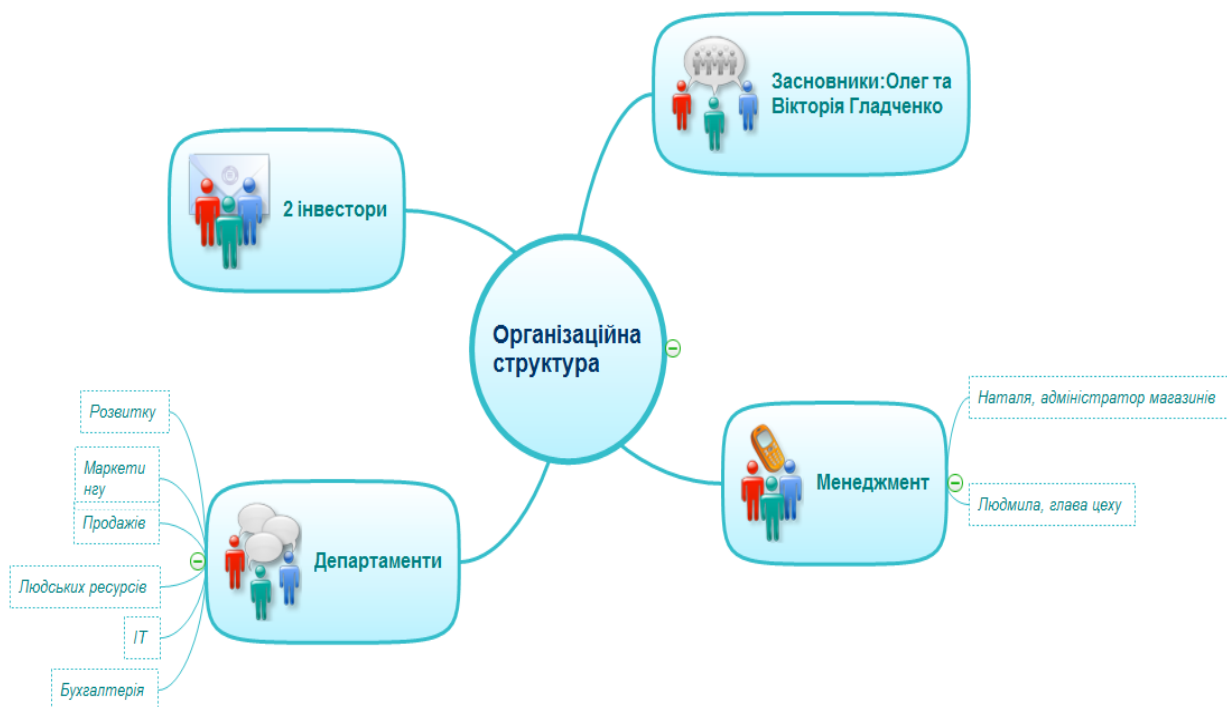 Засновники:Олег та
Вікторія Гладченко
2 інвестори
Організаційна
структура
Наталя, адміністратор магазинів
Менеджмент
Людмила, глава цеху
Розвитку
Маркети
нгу
Продажів
Департаменти
Людських ресурсів
ІТ
Бухгалтерія